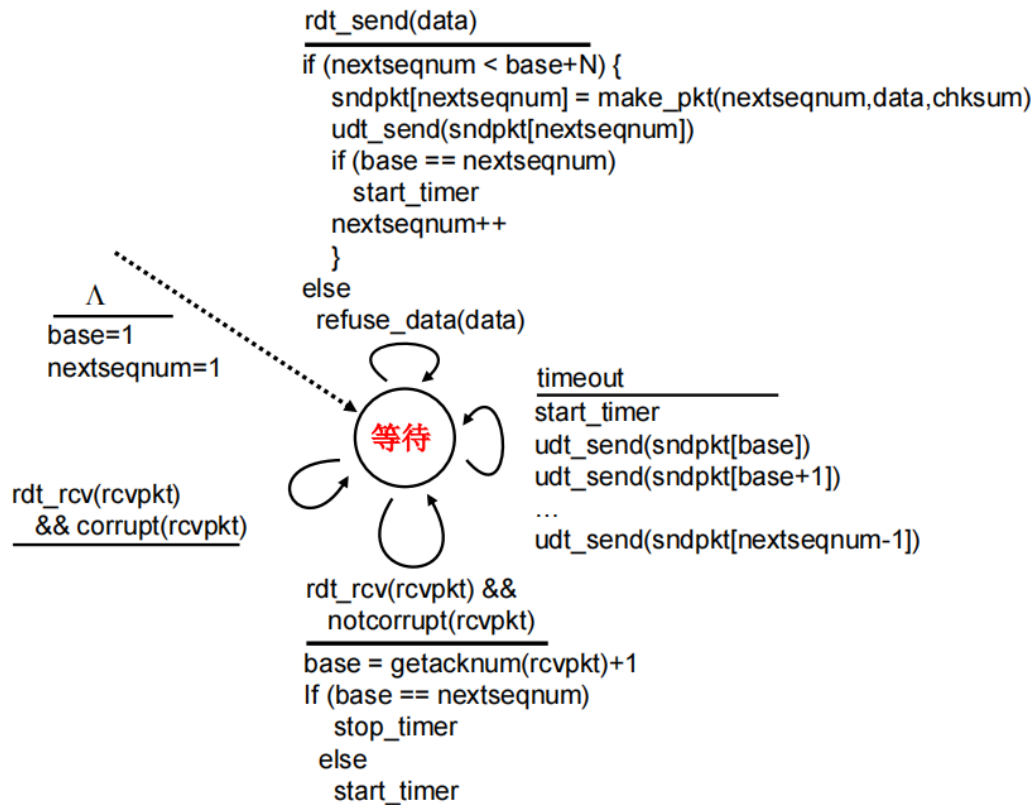 rdt_send(data)
if (nextseqnum < base+N) {
sndpkt[nextseqnum] = make_pkt(nextseqnum,data,chksum)
udt_send(sndpkt[nextseqnum])
if (base == nextseqnum)
start_timer
nextseqnum++
}
else
refuse_data(data)
Λ
base=1
nextseqnum=1
等待
timeout
start_timer
udt_send(sndpkt[base])
udt_send(sndpkt[base+1])
…
udt_send(sndpkt[nextseqnum-1])
rdt_rcv(rcvpkt)
&& corrupt(rcvpkt)
rdt_rcv(rcvpkt) &&
notcorrupt(rcvpkt)
base = getacknum(rcvpkt)+1
If (base == nextseqnum)
stop_timer
else
start_timer